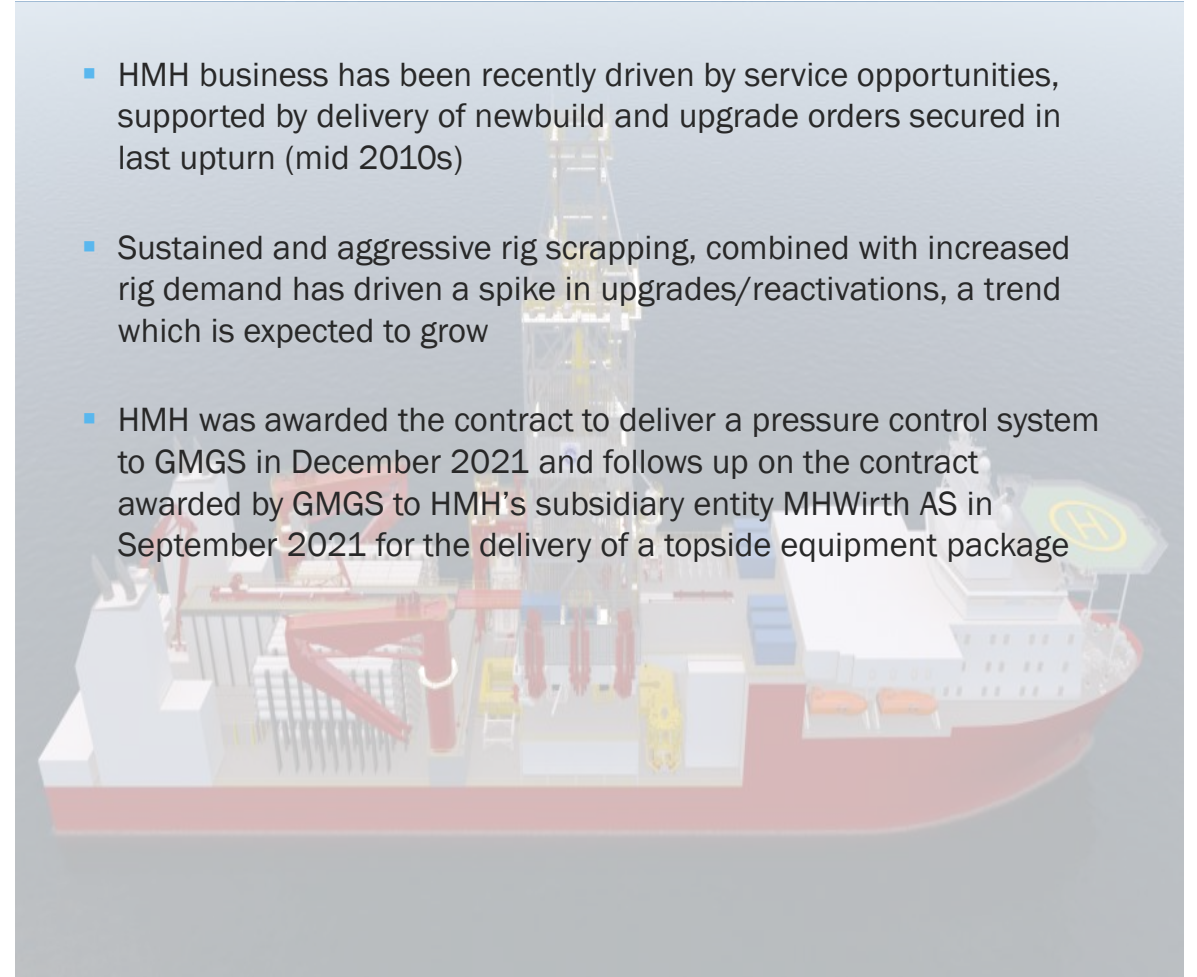 ▪ HMH business has been recently driven by service opportunities,
supported by delivery of newbuild and upgrade orders secured in
last upturn (mid 2010s)
▪ Sustained and aggressive rig scrapping, combined with increased
rig demand has driven a spike in upgrades/reactivations, a trend
which is expected to grow
▪ HMH was awarded the contract to deliver a pressure control system
to GMGS in December 2021 and follows up on the contract
awarded by GMGS to HMH’s subsidiary entity MHWirth AS in
September 2021 for the delivery of a topside equipment package
H